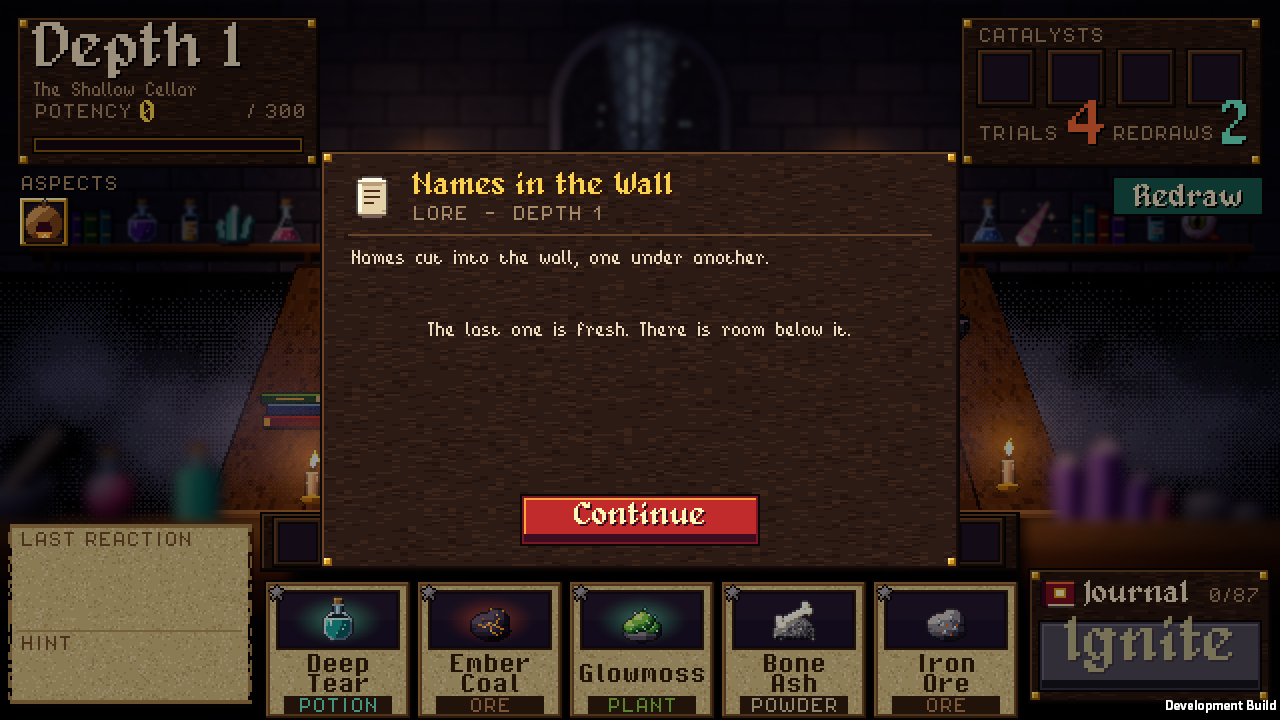 Depth 1
The Shallow Cellar
POTENCY 0 / 300
ASPECTS
CATALYSTS
TRIALS 4 REDRAWS 2
Redraw
Names in the Wall
LORE - DEPTH 1
Names cut into the wall, one under another.
The last one is fresh. There is room below it.
Continue
LAST REACTION
HINT
Deep
Tear
POTION
Ember
Coal
ORE
Glowmoss
PLANT
Bone
Ash
POWDER
Iron
Ore
ORE
Journal 0/87
Ignite
Development Build